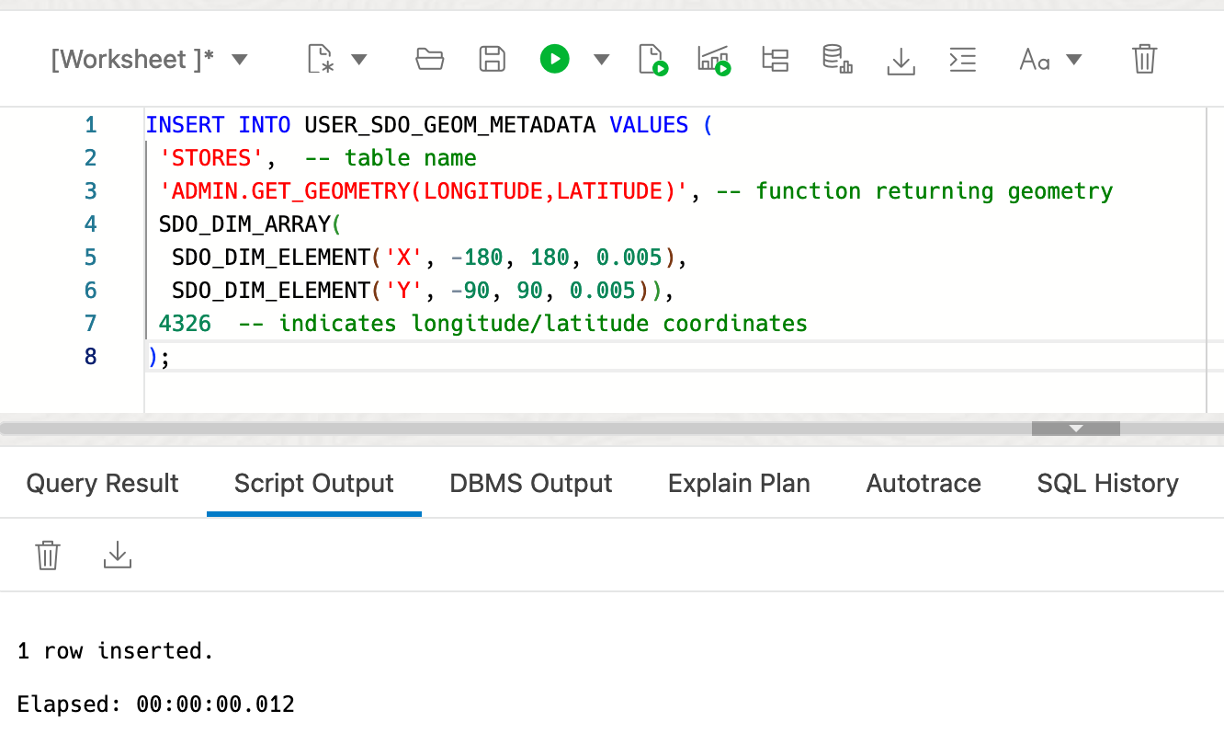 [Worksheet ]*
Aa
1 INSERT INTO USER_SDO_GEOM_METADATA VALUES (
2  'STORES',  -- table name
3  'ADMIN.GET_GEOMETRY(LONGITUDE,LATITUDE)', -- function returning geometry
4  SDO_DIM_ARRAY(
5   SDO_DIM_ELEMENT('X', -180, 180, 0.005),
6   SDO_DIM_ELEMENT('Y', -90, 90, 0.005)),
7  4326  -- indicates longitude/latitude coordinates
8 );
Query Result Script Output DBMS Output Explain Plan Autotrace SQL History
1 row inserted.
Elapsed: 00:00:00.012